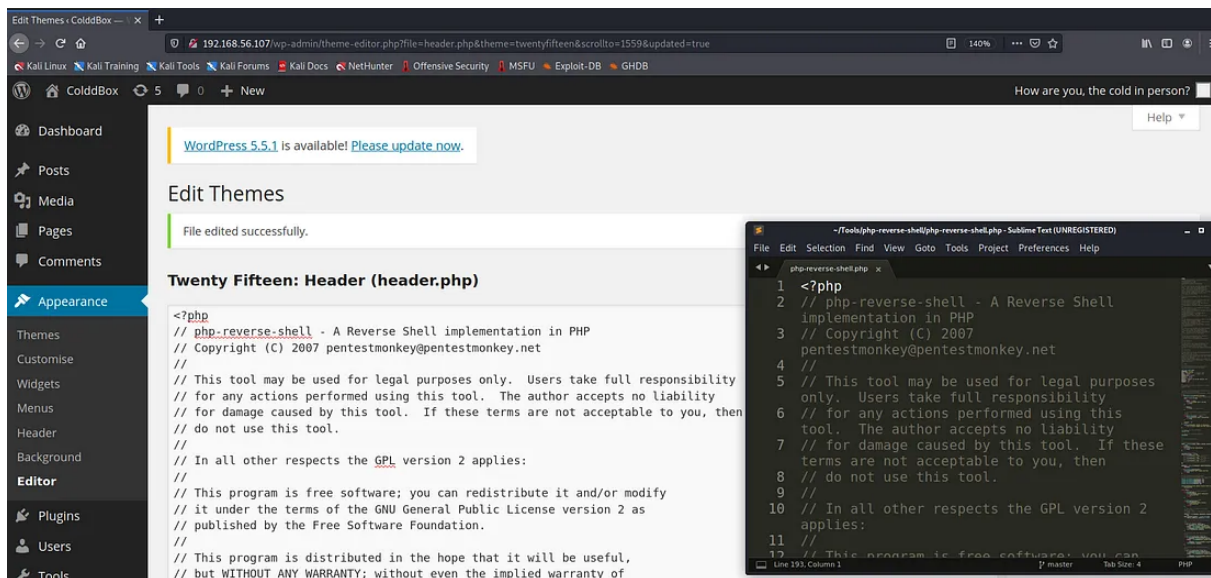 Edit Themes ‹ ColddBox — V
192.168.56.107/wp-admin/theme-editor.php?file=header.php&theme=twentyfifteen&scrollto=1559&updated=true
140%
Kali Linux Kali Training Kali Tools Kali Forums Kali Docs NetHunter Offensive Security MSFU Exploit-DB GHDB
ColddBox 5 0 + New
How are you, the cold in person?
Help
Dashboard
Posts
Media
Pages
Comments
Appearance
Themes
Customise
Widgets
Menus
Header
Background
Editor
Plugins
Users
Tools
WordPress 5.5.1 is available! Please update now.
Edit Themes
File edited successfully.
Twenty Fifteen: Header (header.php)
<?php
// php-reverse-shell - A Reverse Shell implementation in PHP
// Copyright (C) 2007 pentestmonkey@pentestmonkey.net
//
// This tool may be used for legal purposes only.  Users take full responsibility
// for any actions performed using this tool.  The author accepts no liability
// for damage caused by this tool.  If these terms are not acceptable to you, then
// do not use this tool.
//
// In all other respects the GPL version 2 applies:
//
// This program is free software; you can redistribute it and/or modify
// it under the terms of the GNU General Public License version 2 as
// published by the Free Software Foundation.
//
// This program is distributed in the hope that it will be useful,
// but WITHOUT ANY WARRANTY; without even the implied warranty of
~/Tools/php-reverse-shell/php-reverse-shell.php - Sublime Text (UNREGISTERED)
File Edit Selection Find View Goto Tools Project Preferences Help
php-reverse-shell.php
1 <?php
2 // php-reverse-shell - A Reverse Shell
implementation in PHP
3 // Copyright (C) 2007
pentestmonkey@pentestmonkey.net
4 //
5 // This tool may be used for legal purposes
only.  Users take full responsibility
6 // for any actions performed using this
tool.  The author accepts no liability
7 // for damage caused by this tool.  If these
terms are not acceptable to you, then
8 // do not use this tool.
9 //
10 // In all other respects the GPL version 2
applies:
11 //
12 // This program is free software; you can
Line 193, Column 1
master
Tab Size: 4
PHP